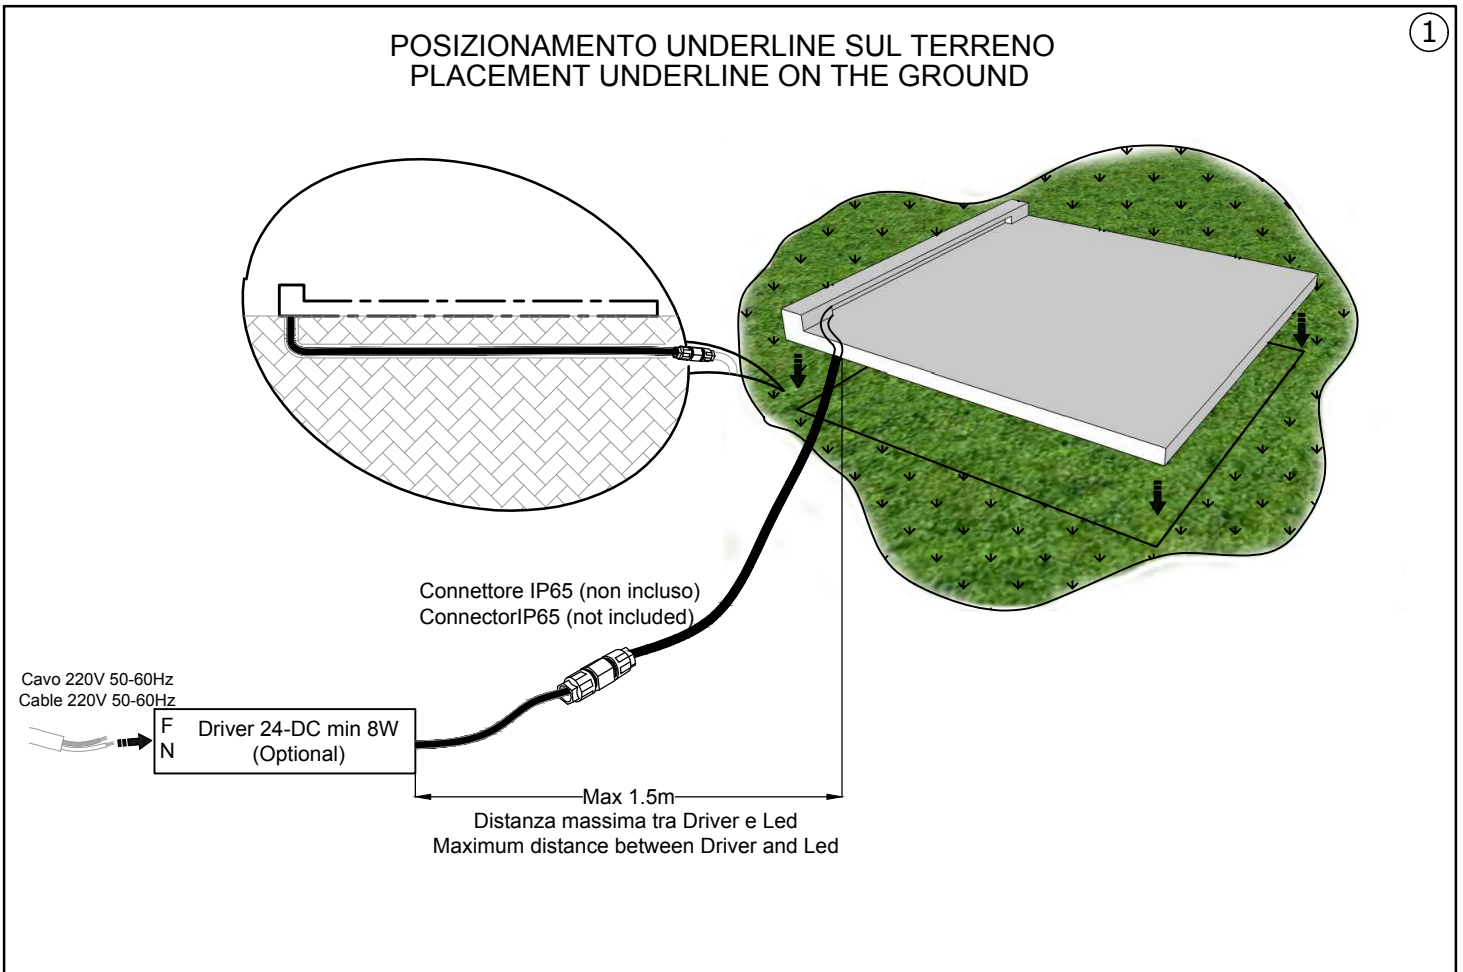 1
POSIZIONAMENTO UNDERLINE SUL TERRENO
PLACEMENT UNDERLINE ON THE GROUND
Connettore IP65 (non incluso)
ConnectorIP65 (not included)
Cavo 220V 50-60Hz
Cable 220V 50-60Hz
F
N
Driver 24-DC min 8W
(Optional)
Max 1.5m
Distanza massima tra Driver e Led
Maximum distance between Driver and Led